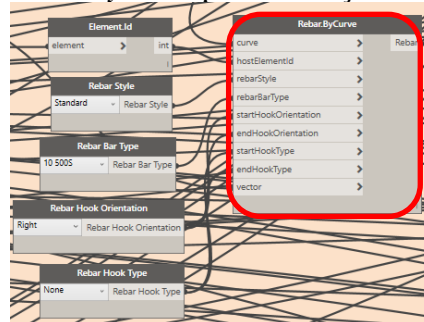 Element.Id
element > int
Rebar Style
Standard Rebar Style
Rebar Bar Type
10 500S Rebar Bar Type
Rebar Hook Orientation
Right Rebar Hook Orientation
Rebar Hook Type
None Rebar Hook Type
Rebar.ByCurve
curve > Rebar
hostElementId >
rebarStyle >
rebarBarType >
startHookOrientation >
endHookOrientation >
startHookType >
endHookType >
vector >